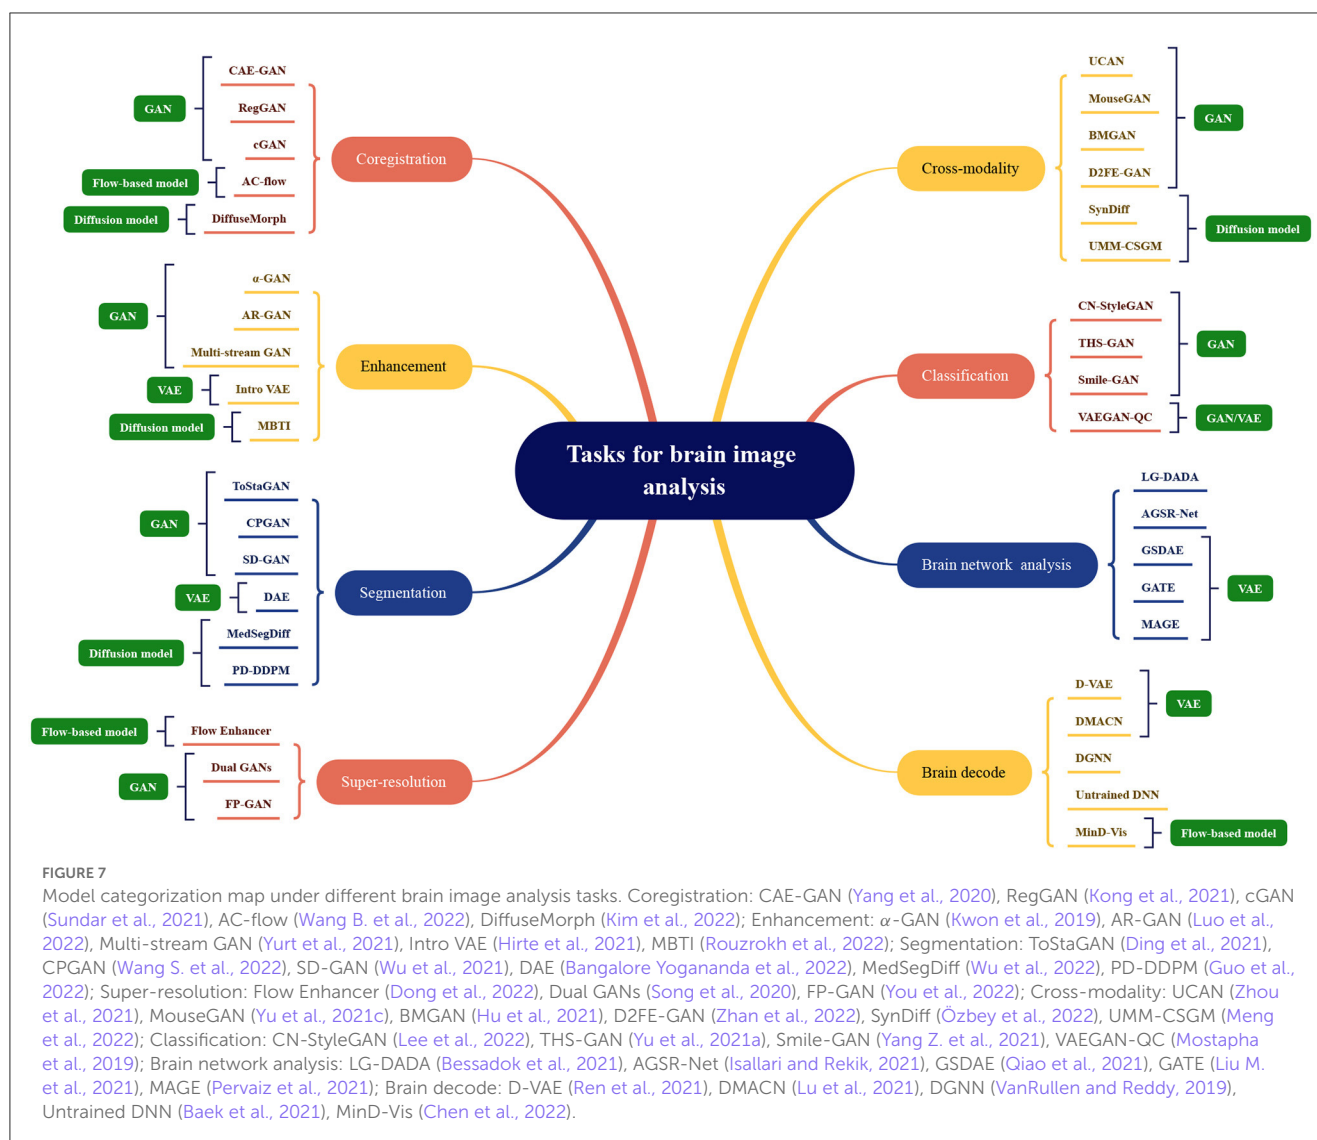 CAE-GAN
RegGAN
cGAN
GAN
AC-flow
Flow-based model
DiffuseMorph
Diffusion model
Coregistration
α-GAN
AR-GAN
Multi-stream GAN
GAN
Intro VAE
VAE
MBTI
Diffusion model
Enhancement
ToStaGAN
CPGAN
SD-GAN
GAN
DAE
VAE
MedSegDiff
PD-DDPM
Diffusion model
Segmentation
Flow Enhancer
Flow-based model
Dual GANs
FP-GAN
GAN
Super-resolution
Tasks for brain image
analysis
Cross-modality
UCAN
MouseGAN
BMGAN
D2FE-GAN
GAN
SynDiff
UMM-CSGM
Diffusion model
Classification
CN-StyleGAN
THS-GAN
Smile-GAN
GAN
VAEGAN-QC
GAN/VAE
Brain network analysis
LG-DADA
AGSR-Net
GSDAE
GATE
MAGE
VAE
Brain decode
D-VAE
DMACN
VAE
DGNN
Untrained DNN
MinD-Vis
Flow-based model
FIGURE 7
Model categorization map under different brain image analysis tasks. Coregistration: CAE-GAN (Yang et al., 2020), RegGAN (Kong et al., 2021), cGAN
(Sundar et al., 2021), AC-flow (Wang B. et al., 2022), DiffuseMorph (Kim et al., 2022); Enhancement: α-GAN (Kwon et al., 2019), AR-GAN (Luo et al.,
2022), Multi-stream GAN (Yurt et al., 2021), Intro VAE (Hirte et al., 2021), MBTI (Rouzrokh et al., 2022); Segmentation: ToStaGAN (Ding et al., 2021),
CPGAN (Wang S. et al., 2022), SD-GAN (Wu et al., 2021), DAE (Bangalore Yogananda et al., 2022), MedSegDiff (Wu et al., 2022), PD-DDPM (Guo et al.,
2022); Super-resolution: Flow Enhancer (Dong et al., 2022), Dual GANs (Song et al., 2020), FP-GAN (You et al., 2022); Cross-modality: UCAN (Zhou
et al., 2021), MouseGAN (Yu et al., 2021c), BMGAN (Hu et al., 2021), D2FE-GAN (Zhan et al., 2022), SynDiff (Özbey et al., 2022), UMM-CSGM (Meng
et al., 2022); Classification: CN-StyleGAN (Lee et al., 2022), THS-GAN (Yu et al., 2021a), Smile-GAN (Yang Z. et al., 2021), VAEGAN-QC (Mostapha
et al., 2019); Brain network analysis: LG-DADA (Bessadok et al., 2021), AGSR-Net (Isallari and Rekik, 2021), GSDAE (Qiao et al., 2021), GATE (Liu M.
et al., 2021), MAGE (Pervaiz et al., 2021); Brain decode: D-VAE (Ren et al., 2021), DMACN (Lu et al., 2021), DGNN (VanRullen and Reddy, 2019),
Untrained DNN (Baek et al., 2021), MinD-Vis (Chen et al., 2022).